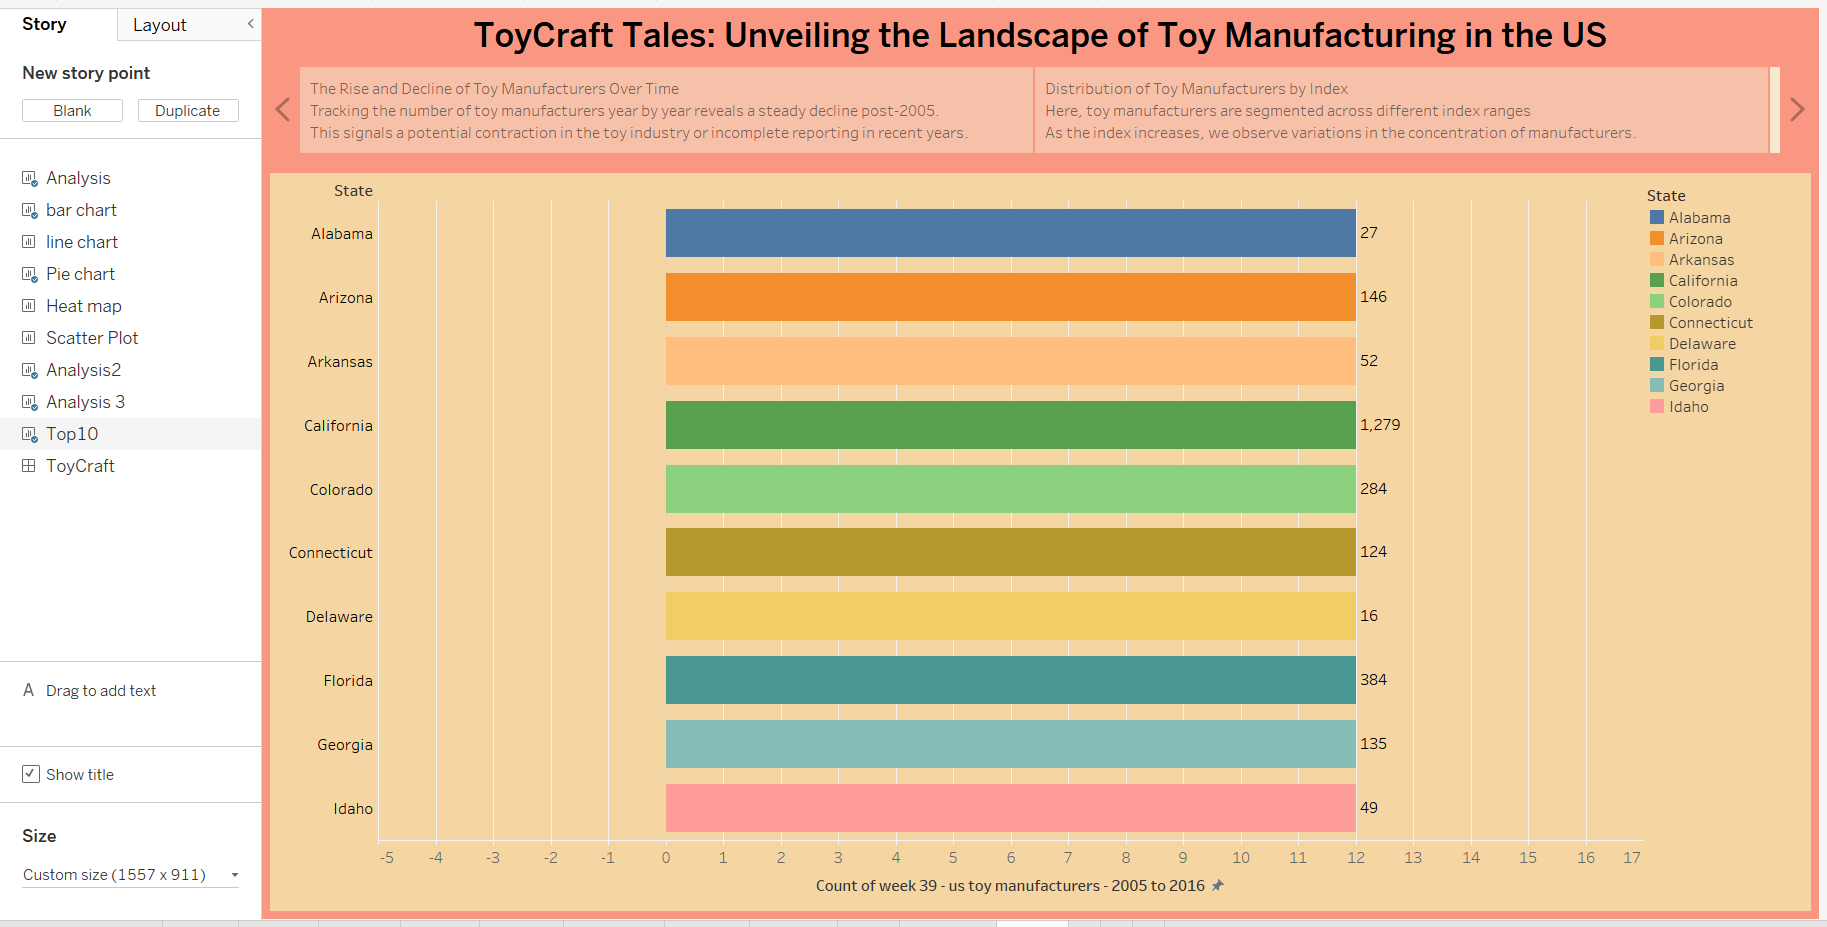 Story
Layout
New story point
Blank
Duplicate
Analysis
bar chart
line chart
Pie chart
Heat map
Scatter Plot
Analysis2
Analysis 3
Top10
ToyCraft
A Drag to add text
Show title
Size
Custom size (1557 x 911)
ToyCraft Tales: Unveiling the Landscape of Toy Manufacturing in the US
The Rise and Decline of Toy Manufacturers Over Time
Tracking the number of toy manufacturers year by year reveals a steady decline post-2005.
This signals a potential contraction in the toy industry or incomplete reporting in recent years.
Distribution of Toy Manufacturers by Index
Here, toy manufacturers are segmented across different index ranges
As the index increases, we observe variations in the concentration of manufacturers.
State
Alabama 27
Arizona 146
Arkansas 52
California 1,279
Colorado 284
Connecticut 124
Delaware 16
Florida 384
Georgia 135
Idaho 49
-5 -4 -3 -2 -1 0 1 2 3 4 5 6 7 8 9 10 11 12 13 14 15 16 17
Count of week 39 - us toy manufacturers - 2005 to 2016
State
Alabama
Arizona
Arkansas
California
Colorado
Connecticut
Delaware
Florida
Georgia
Idaho